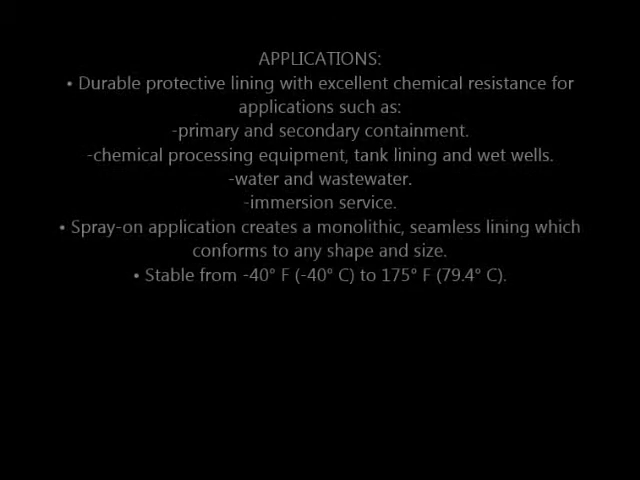 APPLICATIONS:
• Durable protective lining with excellent chemical resistance for
applications such as:
-primary and secondary containment.
-chemical processing equipment, tank lining and wet wells.
-water and wastewater.
-immersion service.
• Spray-on application creates a monolithic, seamless lining which
conforms to any shape and size.
• Stable from -40° F (-40° C) to 175° F (79.4° C).